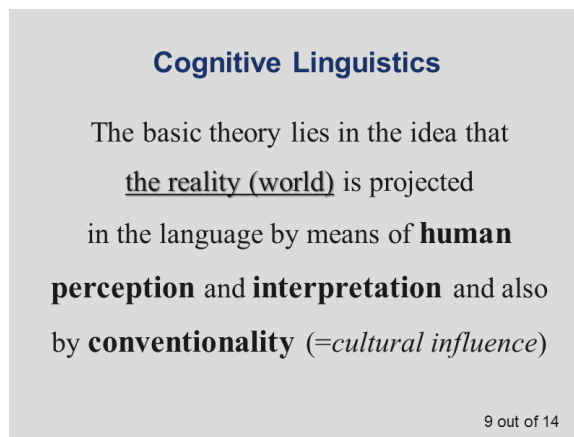 Cognitive Linguistics
The basic theory lies in the idea that
the reality (world) is projected
in the language by means of human
perception and interpretation and also
by conventionality (=cultural influence)
9 out of 14